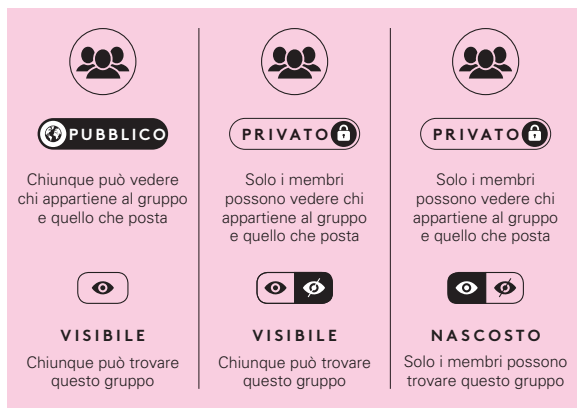 PUBBLICO
Chiunque può vedere
chi appartiene al gruppo
e quello che posta
VISIBILE
Chiunque può trovare
questo gruppo
PRIVATO
Solo i membri
possono vedere chi
appartiene al gruppo
e quello che posta
VISIBILE
Chiunque può trovare
questo gruppo
PRIVATO
Solo i membri
possono vedere chi
appartiene al gruppo
e quello che posta
NASCOSTO
Solo i membri possono
trovare questo gruppo